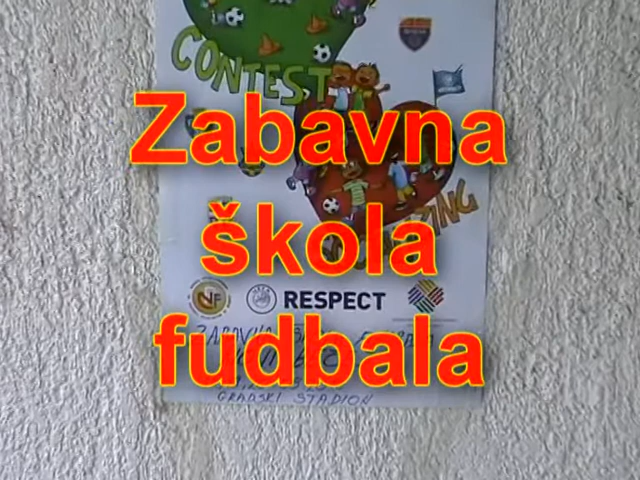 CONTEST
Zabavna
škola
RESPECT
fudbala
GRADSKI STADION